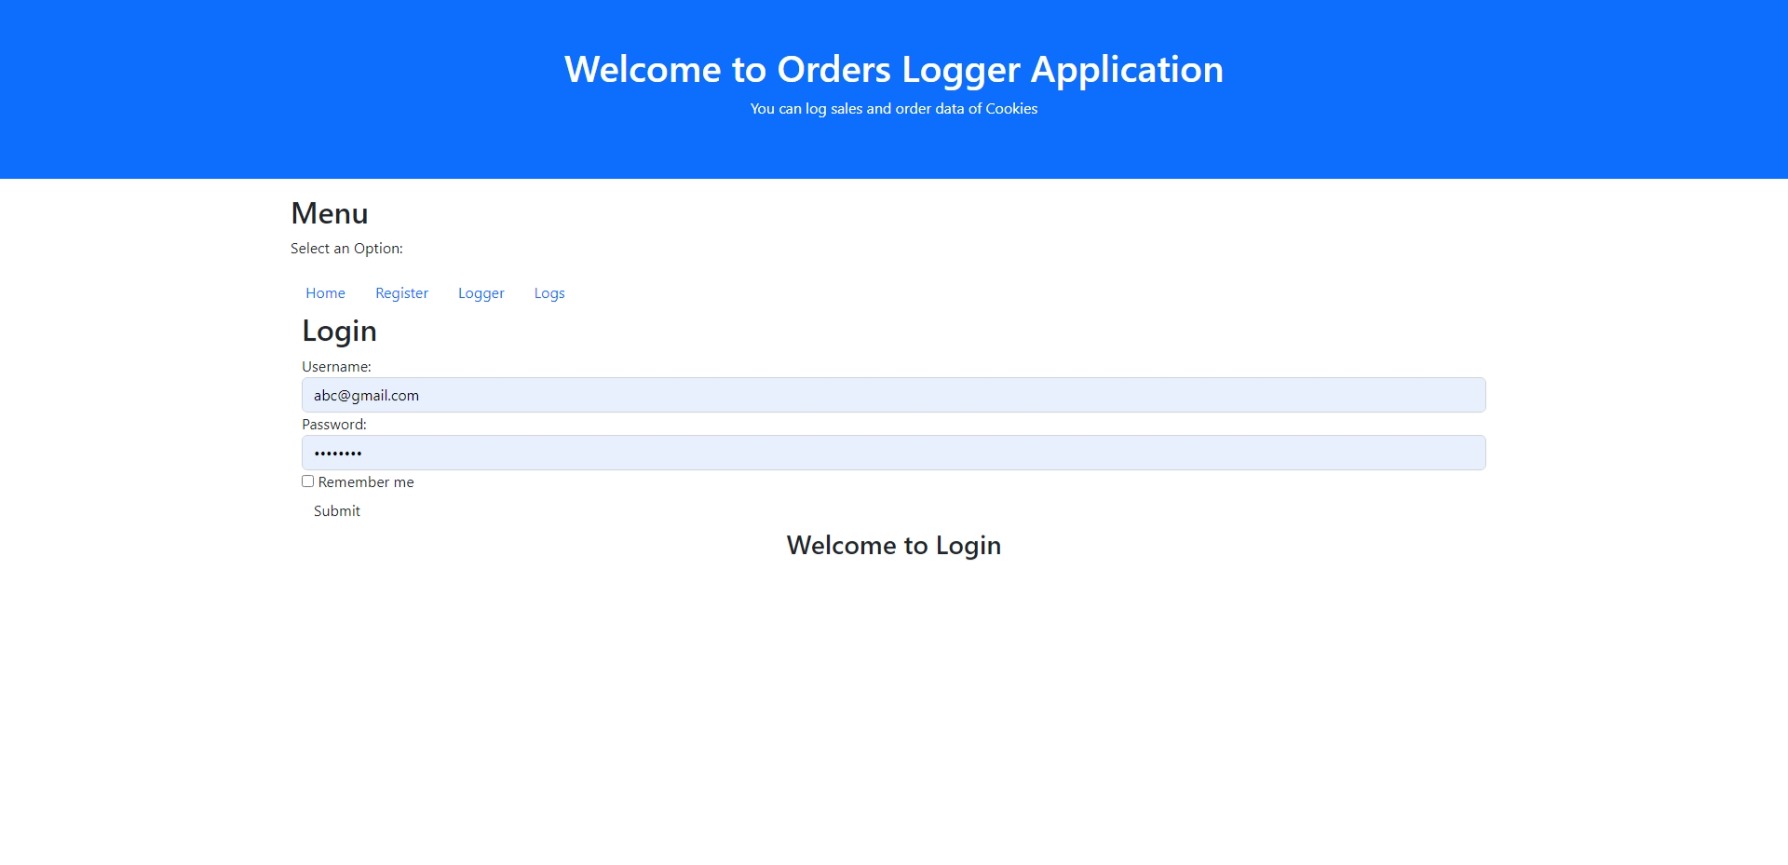 Welcome to Orders Logger Application
You can log sales and order data of Cookies
Menu
Select an Option:
Home Register Logger Logs
Login
Username:
abc@gmail.com
Password:
••••••••
Remember me
Submit
Welcome to Login